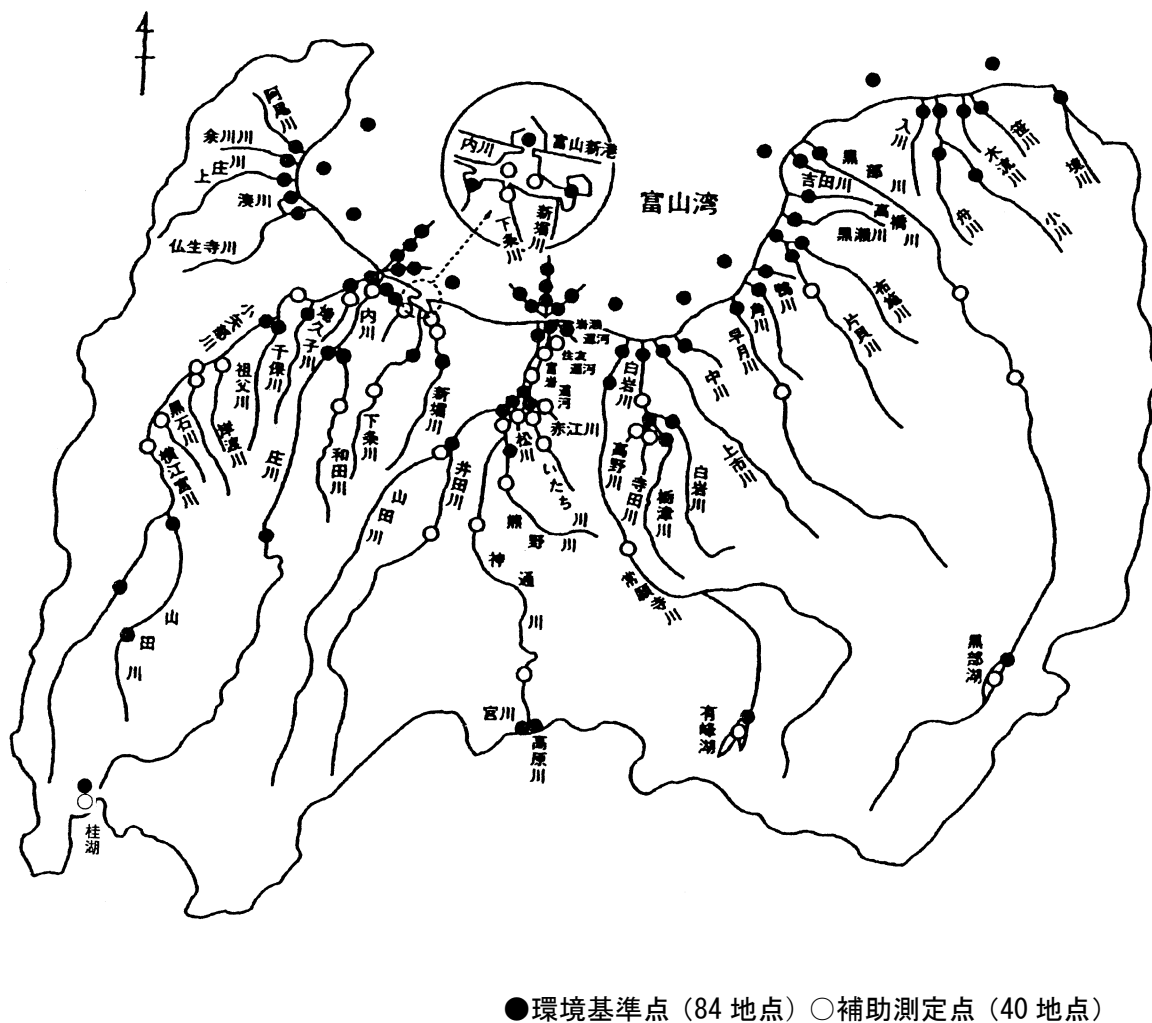 阿尾川
余川川
上庄川
湊川
仏生寺川
内川
富山新港
下条川
新堀川
富山湾
入川
木流川
笹川
境川
黒部川
吉田川
高橋川
黒瀬川
舟川
小川
布施川
片貝川
鴨川
角川
早月川
中川
上市川
白岩川
岩瀬運河
住友運河
富岩運河
赤江川
松川
いたち川
熊野川
神通川
井田川
山田川
小矢部川
千保川
祖父川
黒石川
横江宮川
地久子川
内川
庄川
和田川
下条川
新堀川
高野川
寺田川
栃津川
白岩川
常願寺川
山田川
宮川
高原川
有峰湖
黒部湖
桂湖
●環境基準点（84 地点）○補助測定点（40 地点）